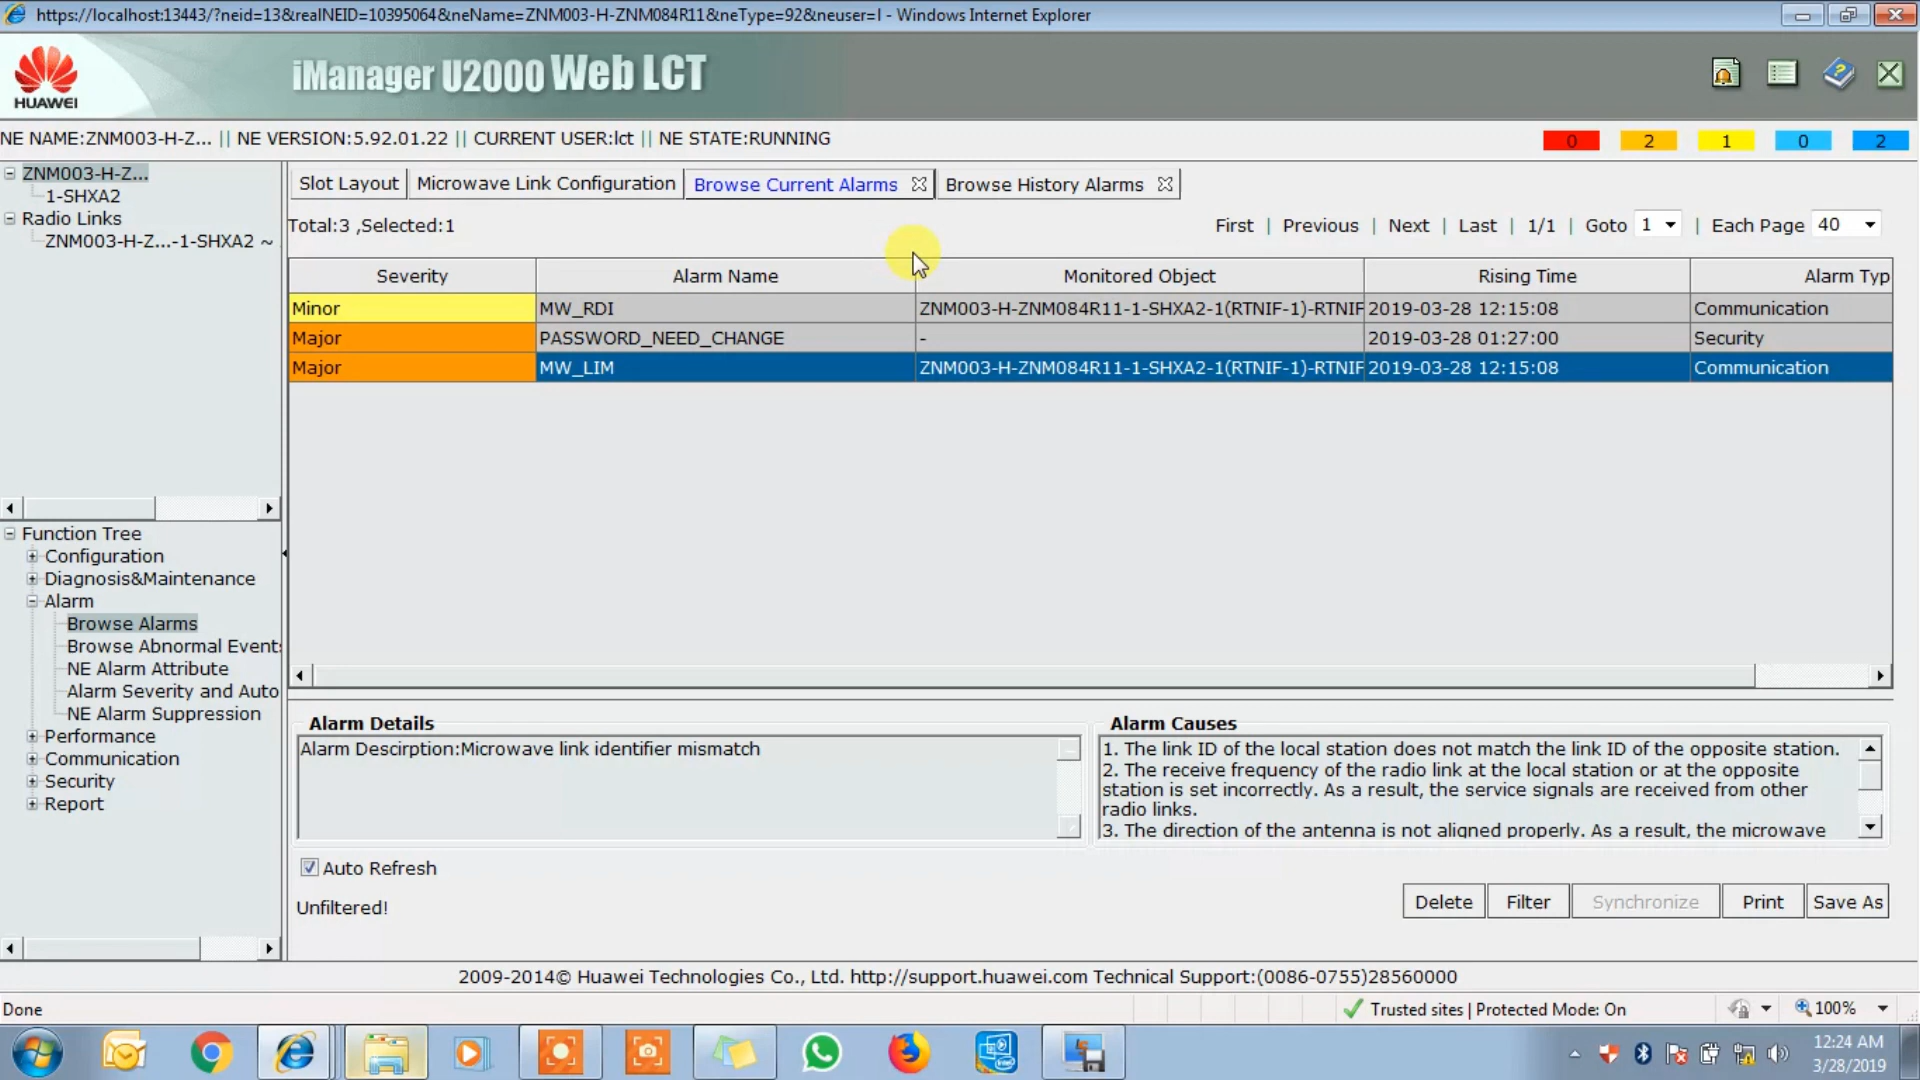 https://localhost:13443/?neid=13&realNEID=10395064&neName=ZNM003-H-ZNM084R11&neType=92&neuser=l - Windows Internet Explorer
HUAWEI
iManager U2000 Web LCT
NE NAME:ZNM003-H-Z... || NE VERSION:5.92.01.22 || CURRENT USER:lct || NE STATE:RUNNING
0 2 1 0 2
ZNM003-H-Z...
1-SHXA2
Radio Links
ZNM003-H-Z...-1-SHXA2 ~
Slot Layout Microwave Link Configuration Browse Current Alarms Browse History Alarms
Total:3 ,Selected:1
First | Previous | Next | Last | 1/1 | Goto 1 | Each Page 40
Severity Alarm Name Monitored Object Rising Time Alarm Typ
Minor MW_RDI ZNM003-H-ZNM084R11-1-SHXA2-1(RTNIF-1)-RTNIF 2019-03-28 12:15:08 Communication
Major PASSWORD_NEED_CHANGE - 2019-03-28 01:27:00 Security
Major MW_LIM ZNM003-H-ZNM084R11-1-SHXA2-1(RTNIF-1)-RTNIF 2019-03-28 12:15:08 Communication
Function Tree
Configuration
Diagnosis&Maintenance
Alarm
Browse Alarms
Browse Abnormal Event
NE Alarm Attribute
Alarm Severity and Auto
NE Alarm Suppression
Performance
Communication
Security
Report
Alarm Details
Alarm Descirption:Microwave link identifier mismatch
Alarm Causes
1. The link ID of the local station does not match the link ID of the opposite station.
2. The receive frequency of the radio link at the local station or at the opposite
station is set incorrectly. As a result, the service signals are received from other
radio links.
3. The direction of the antenna is not aligned properly. As a result, the microwave
Auto Refresh
Unfiltered!
Delete Filter Synchronize Print Save As
2009-2014© Huawei Technologies Co., Ltd. http://support.huawei.com Technical Support:(0086-0755)28560000
Done
Trusted sites | Protected Mode: On
100%
12:24 AM
3/28/2019